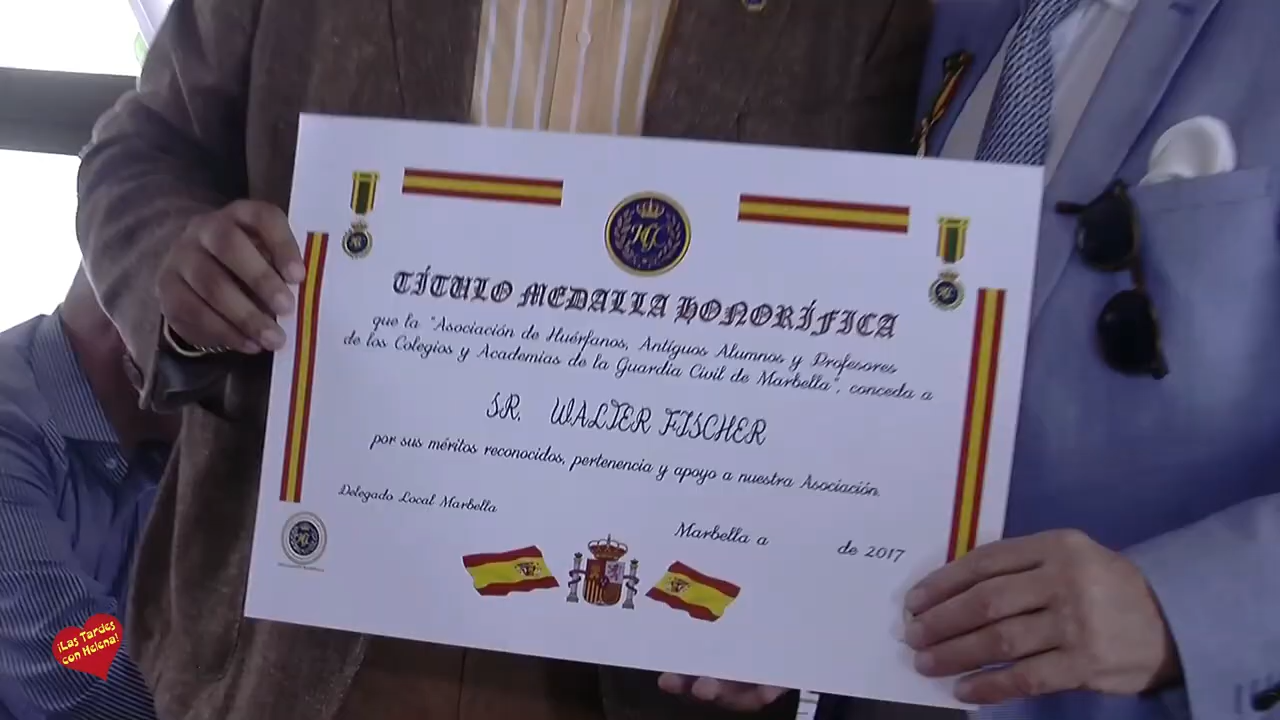 TÍTULO MEDALLA HONORÍFICA
que la "Asociación de Huérfanos, Antíguos Alumnos y Profesores
de los Colegios y Academias de la Guardia Civil de Marbella", conceda a
SR. WALTER FISCHER
por sus méritos reconocidos, pertenencia y apoyo a nuestra Asociación.
Delegado Local Marbella
Marbella a de 2017
¡Las Tardes
con Helena!